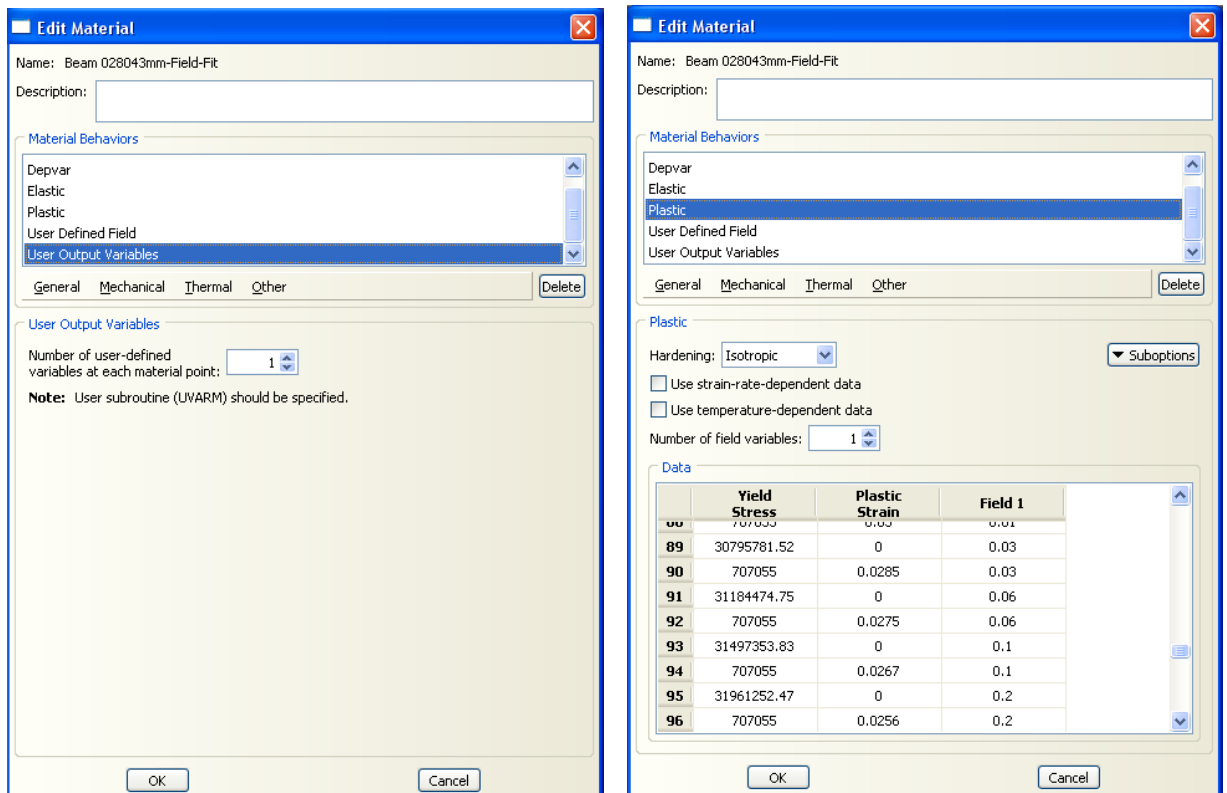 Edit Material
Name: Beam 028043mm-Field-Fit
Description:
Material Behaviors
Depvar
Elastic
Plastic
User Defined Field
User Output Variables
General Mechanical Thermal Other Delete
User Output Variables
Number of user-defined
variables at each material point: 1
Note: User subroutine (UVARM) should be specified.
OK Cancel
Edit Material
Name: Beam 028043mm-Field-Fit
Description:
Material Behaviors
Depvar
Elastic
Plastic
User Defined Field
User Output Variables
General Mechanical Thermal Other Delete
Plastic
Hardening: Isotropic Suboptions
Use strain-rate-dependent data
Use temperature-dependent data
Number of field variables: 1
Data
Yield Stress Plastic Strain Field 1
89 30795781.52 0 0.03
90 707055 0.0285 0.03
91 31184474.75 0 0.06
92 707055 0.0275 0.06
93 31497353.83 0 0.1
94 707055 0.0267 0.1
95 31961252.47 0 0.2
96 707055 0.0256 0.2
OK Cancel